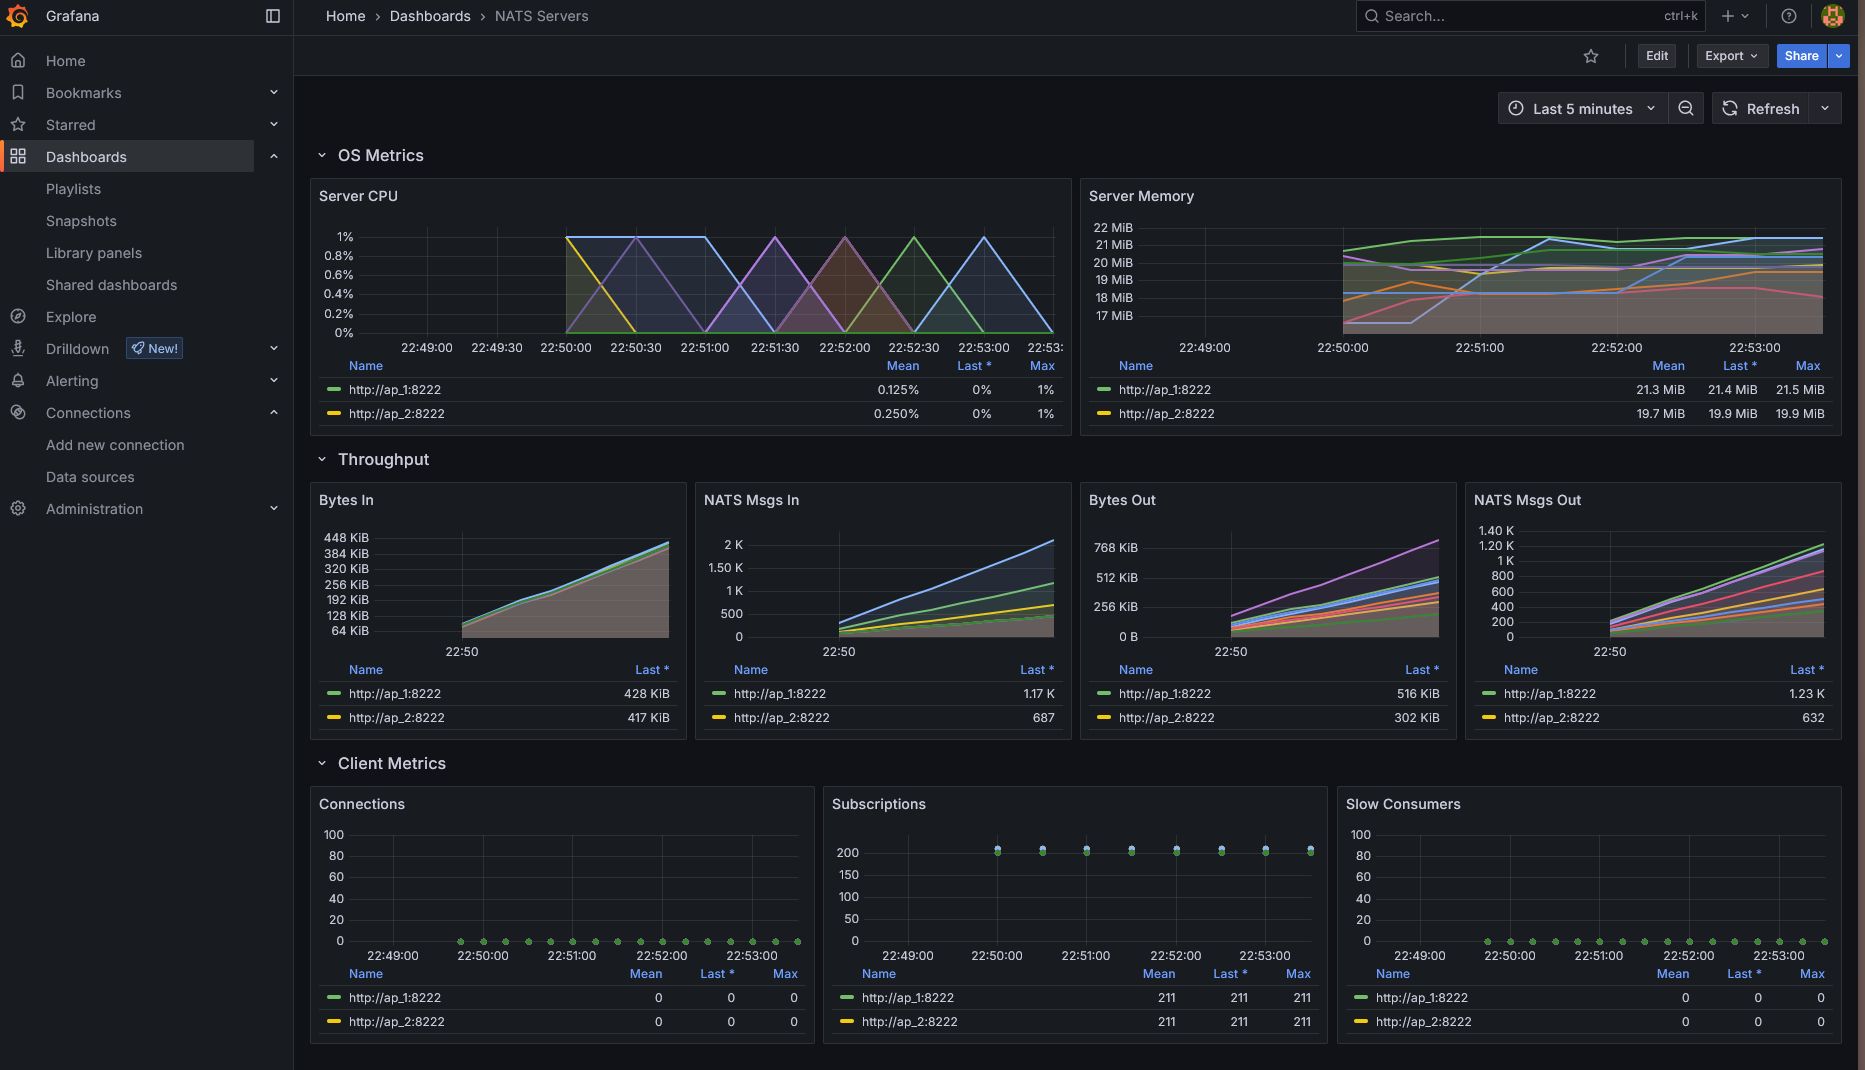 Grafana
Home › Dashboards › NATS Servers
Search...
ctrl+k
Home
Bookmarks
Starred
Dashboards
Playlists
Snapshots
Library panels
Shared dashboards
Explore
Drilldown New!
Alerting
Connections
Add new connection
Data sources
Administration
Edit
Export
Share
Last 5 minutes
Refresh
OS Metrics
Server CPU
1%
0.8%
0.6%
0.4%
0.2%
0%
22:49:00 22:49:30 22:50:00 22:50:30 22:51:00 22:51:30 22:52:00 22:52:30 22:53:00 22:53:
Name Mean Last * Max
http://ap_1:8222 0.125% 0% 1%
http://ap_2:8222 0.250% 0% 1%
Server Memory
22 MiB
21 MiB
20 MiB
19 MiB
18 MiB
17 MiB
22:49:00 22:50:00 22:51:00 22:52:00 22:53:00
Name Mean Last * Max
http://ap_1:8222 21.3 MiB 21.4 MiB 21.5 MiB
http://ap_2:8222 19.7 MiB 19.9 MiB 19.9 MiB
Throughput
Bytes In
448 KiB
384 KiB
320 KiB
256 KiB
192 KiB
128 KiB
64 KiB
22:50
Name Last *
http://ap_1:8222 428 KiB
http://ap_2:8222 417 KiB
NATS Msgs In
2 K
1.50 K
1 K
500
0
22:50
Name Last *
http://ap_1:8222 1.17 K
http://ap_2:8222 687
Bytes Out
768 KiB
512 KiB
256 KiB
0 B
22:50
Name Last *
http://ap_1:8222 516 KiB
http://ap_2:8222 302 KiB
NATS Msgs Out
1.40 K
1.20 K
1 K
800
600
400
200
0
22:50
Name Last *
http://ap_1:8222 1.23 K
http://ap_2:8222 632
Client Metrics
Connections
100
80
60
40
20
0
22:49:00 22:50:00 22:51:00 22:52:00 22:53:00
Name Mean Last * Max
http://ap_1:8222 0 0 0
http://ap_2:8222 0 0 0
Subscriptions
200
150
100
50
0
22:49:00 22:50:00 22:51:00 22:52:00 22:53:00
Name Mean Last * Max
http://ap_1:8222 211 211 211
http://ap_2:8222 211 211 211
Slow Consumers
100
80
60
40
20
0
22:49:00 22:50:00 22:51:00 22:52:00 22:53:00
Name Mean Last * Max
http://ap_1:8222 0 0 0
http://ap_2:8222 0 0 0